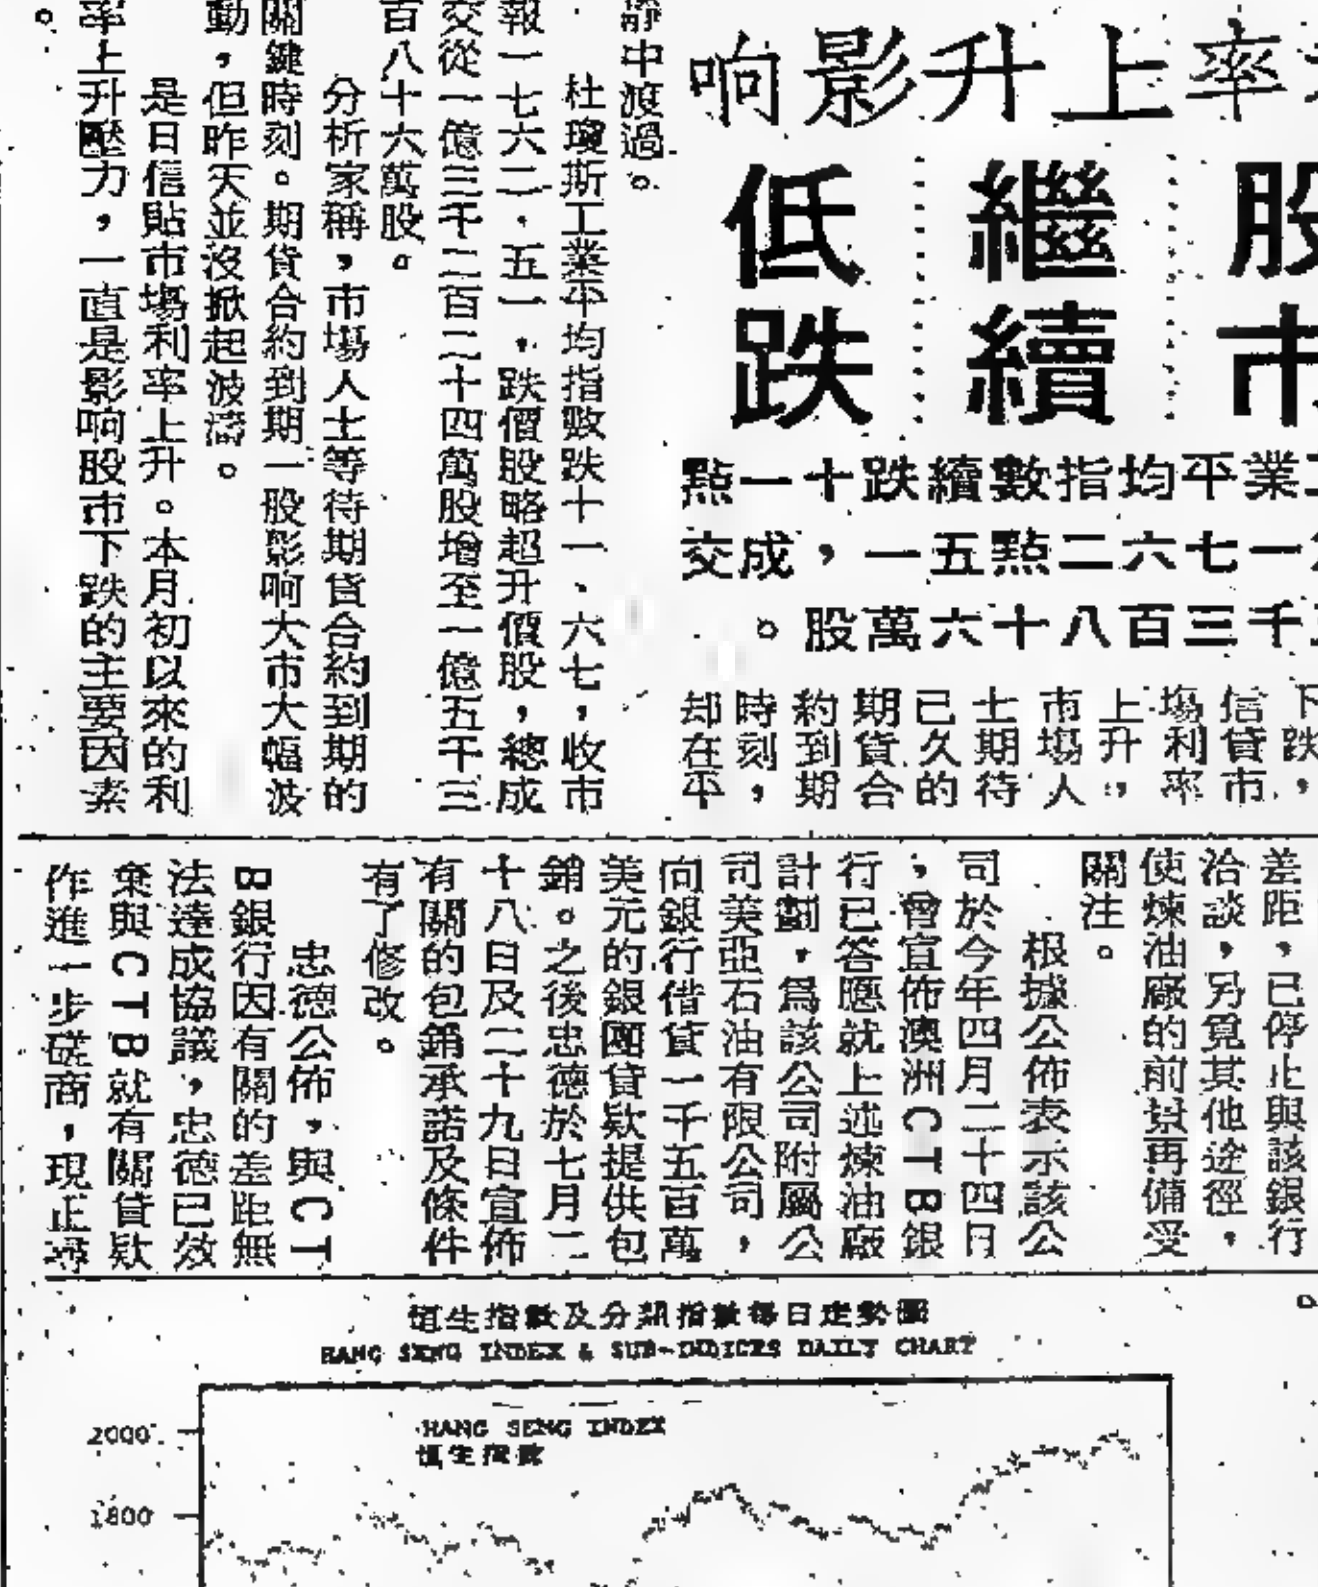 率上升影响
股市
繼續
低跌
業平均指數續跌十一點
一七六二點五一，成交
千三百八十六萬股。
下跌，
信貸市
場利率
上升，
市場人
士期待
已久的
期貨合
約到期
時刻，
却在平
靜中渡過。
杜瓊斯工業平均指數跌十一、六七，收市
報一七六二．五一，跌價股略超升價股，總成
交從一億三千二百二十四萬股增至一億五千三
百八十六萬股。
分析家稱，市場人士等待期貨合約到期的
關鍵時刻。期貨合約到期一股影响大市大幅波
動，但昨天並沒掀起波濤。
是日信貼市場利率上升。本月初以來的利
率上升壓力，一直是影响股市下跌的主要因素
。
差距，已停止與該銀行
洽談，另覓其他途徑，
使煉油廠的前景再備受
關注。
根據公佈表示該公
司於今年四月二十四日
，曾宣佈澳洲CTB銀
行已答應就上述煉油廠
計劃，爲該公司附屬公
司美亞石油有限公司，
向銀行借貸一千五百萬
美元的銀團貸款提供包
銷。之後忠德於七月二
十八日及二十九日宣佈
有關的包銷承諾及條件
有了修改。
忠德公佈，與CT
B銀行因有關的差距無
法達成協議，忠德已放
棄與CTB就有關貸款
作進一步磋商，現正尋
恒生指數及分類指數每日走勢圖
HANG SENG INDEX & SUB-INDICES DAILY CHART
HANG SENG INDEX
恒生指數
2000
1800